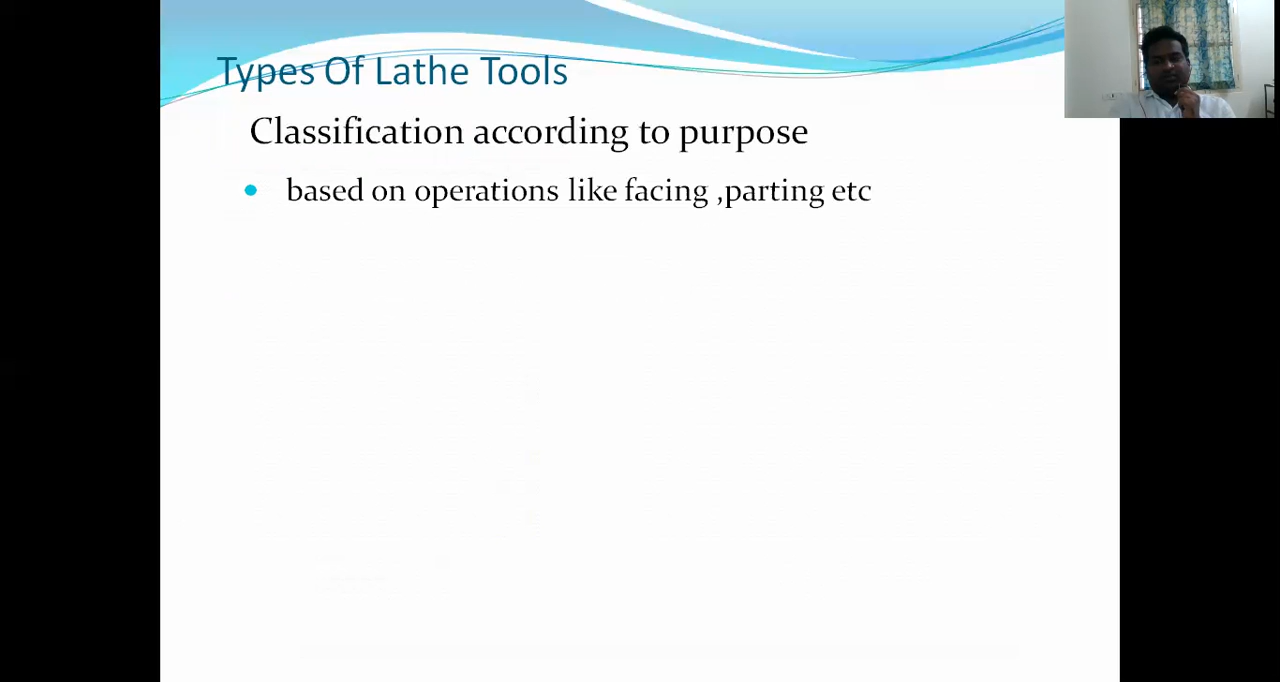 Types Of Lathe Tools
Classification according to purpose
based on operations like facing ,parting etc